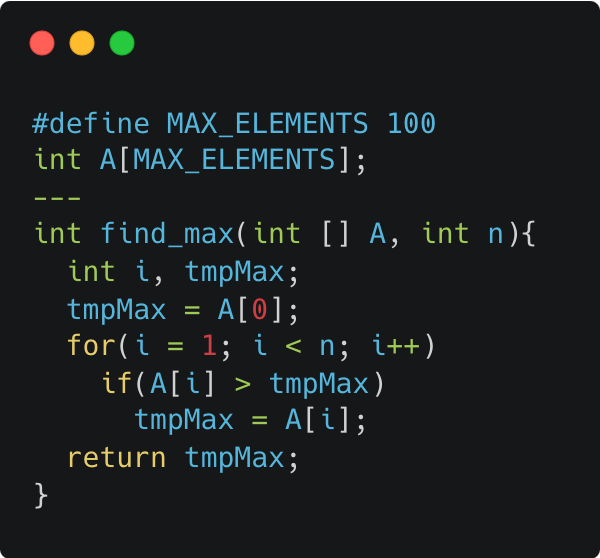 #define MAX_ELEMENTS 100
int A[MAX_ELEMENTS];
---
int find_max(int [] A, int n){
  int i, tmpMax;
  tmpMax = A[0];
  for(i = 1; i < n; i++)
    if(A[i] > tmpMax)
      tmpMax = A[i];
  return tmpMax;
}